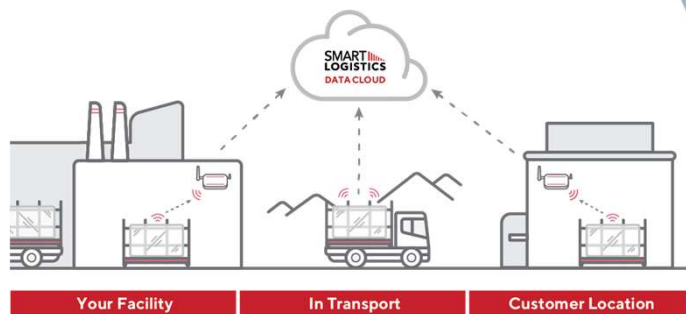 SMART
LOGISTICS
DATA CLOUD
Your Facility
In Transport
Customer Location